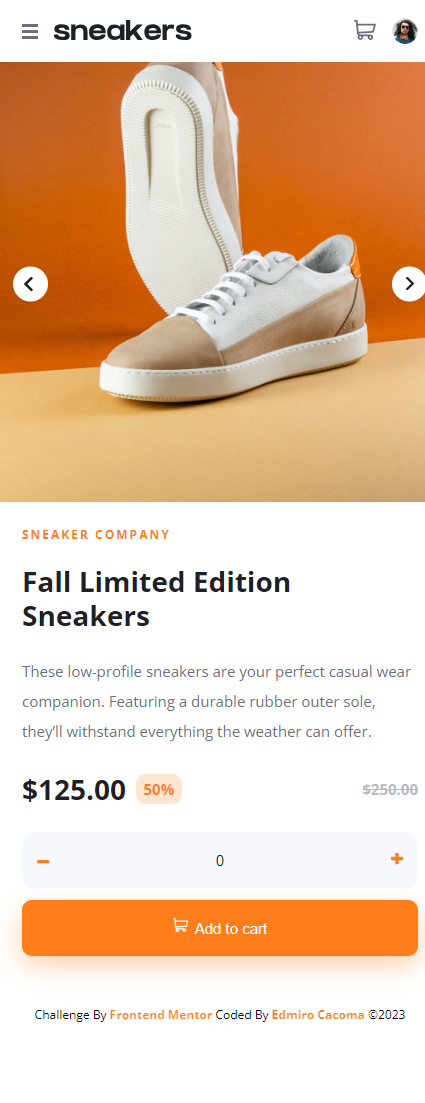 sneakers
SNEAKER COMPANY
Fall Limited Edition
Sneakers
These low-profile sneakers are your perfect casual wear
companion. Featuring a durable rubber outer sole,
they’ll withstand everything the weather can offer.
$125.00 50% $250.00
0
Add to cart
Challenge By Frontend Mentor Coded By Edmiro Cacoma ©2023